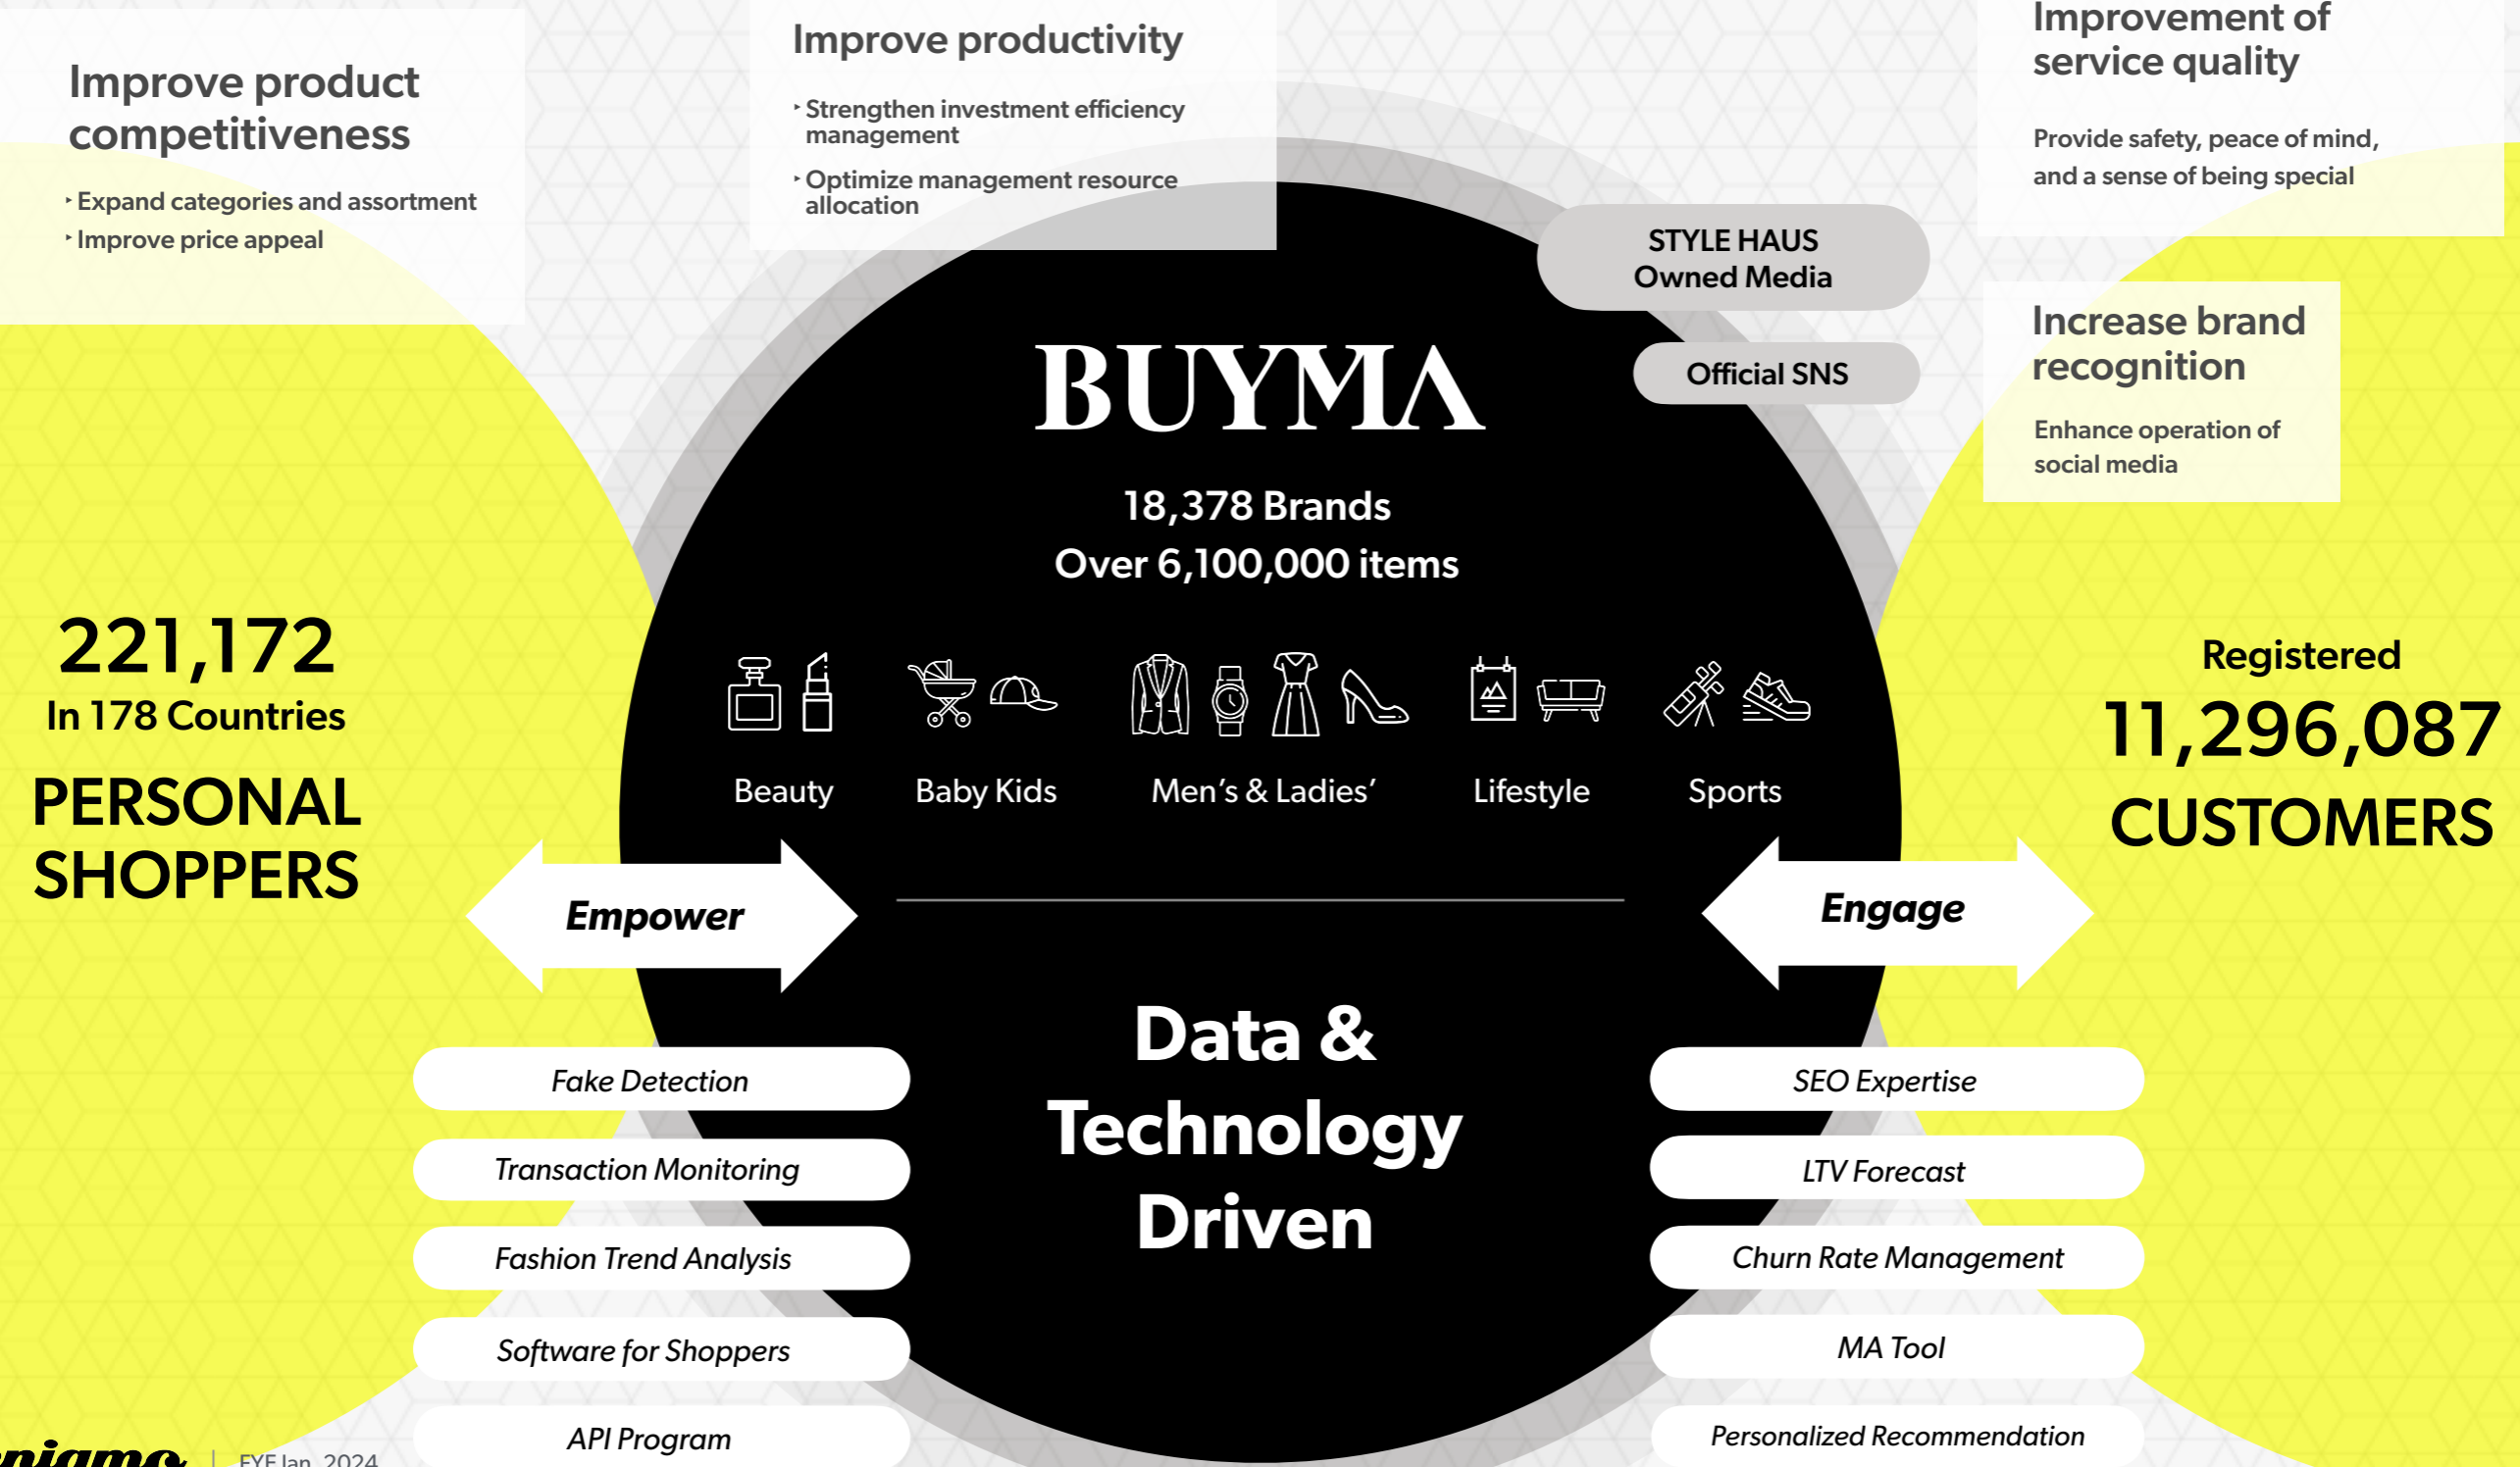 Improve product
competitiveness
‣ Expand categories and assortment
‣ Improve price appeal
Improve productivity
‣ Strengthen investment efficiency
management
‣ Optimize management resource
allocation
Improvement of
service quality
Provide safety, peace of mind,
and a sense of being special
STYLE HAUS
Owned Media
Official SNS
Increase brand
recognition
Enhance operation of
social media
BUYMA
18,378 Brands
Over 6,100,000 items
221,172
In 178 Countries
PERSONAL
SHOPPERS
Beauty
Baby Kids
Men's & Ladies'
Lifestyle
Sports
Registered
11,296,087
CUSTOMERS
Empower
Engage
Data &
Technology
Driven
Fake Detection
Transaction Monitoring
Fashion Trend Analysis
Software for Shoppers
API Program
SEO Expertise
LTV Forecast
Churn Rate Management
MA Tool
Personalized Recommendation
FYE Jan. 2024